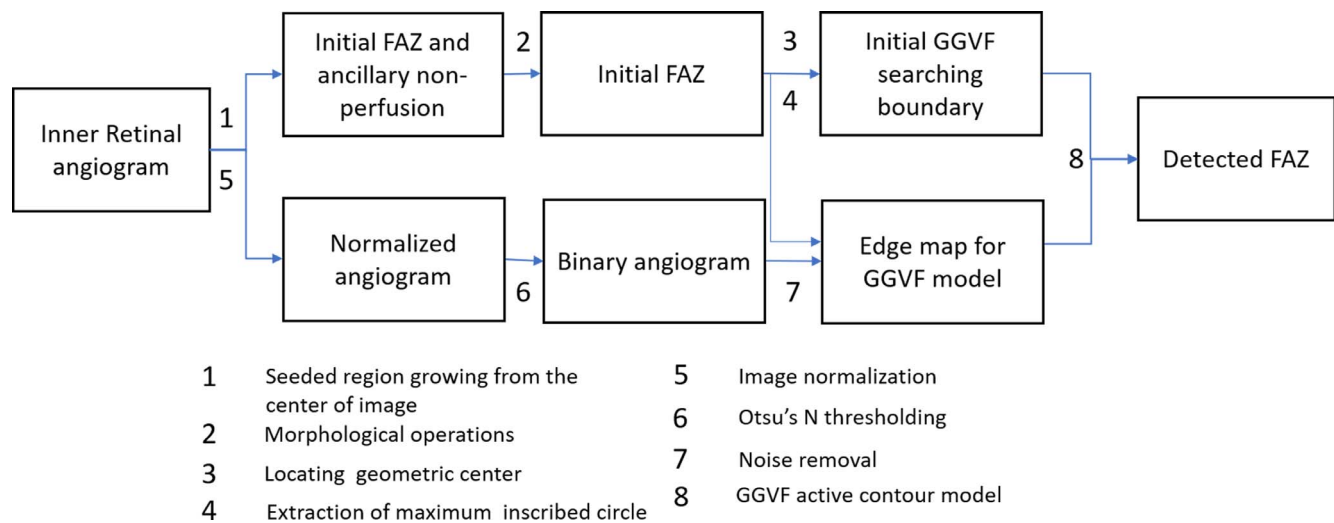 Inner Retinal
angiogram
1
5
Initial FAZ and
ancillary non-
perfusion
2
Initial FAZ
3
4
Initial GGVF
searching
boundary
Normalized
angiogram
6
Binary angiogram
7
Edge map for
GGVF model
8
Detected FAZ
1 Seeded region growing from the
center of image
2 Morphological operations
3 Locating geometric center
4 Extraction of maximum inscribed circle
5 Image normalization
6 Otsu’s N thresholding
7 Noise removal
8 GGVF active contour model